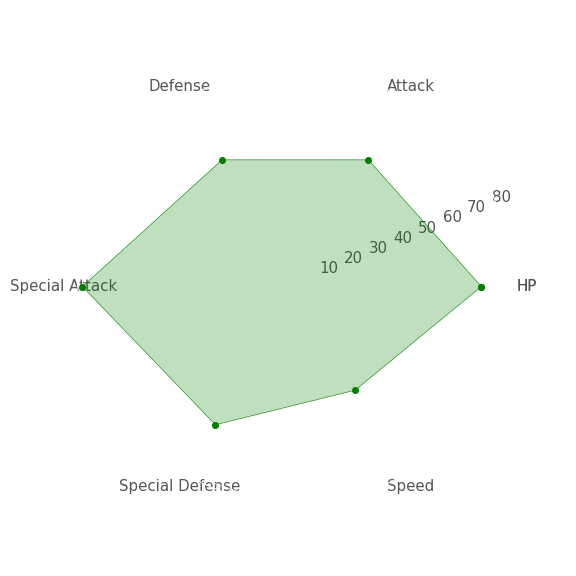 Defense
Attack
80
70
60
50
40
30
20
10
Special Attack
HP
Special Defense
Speed